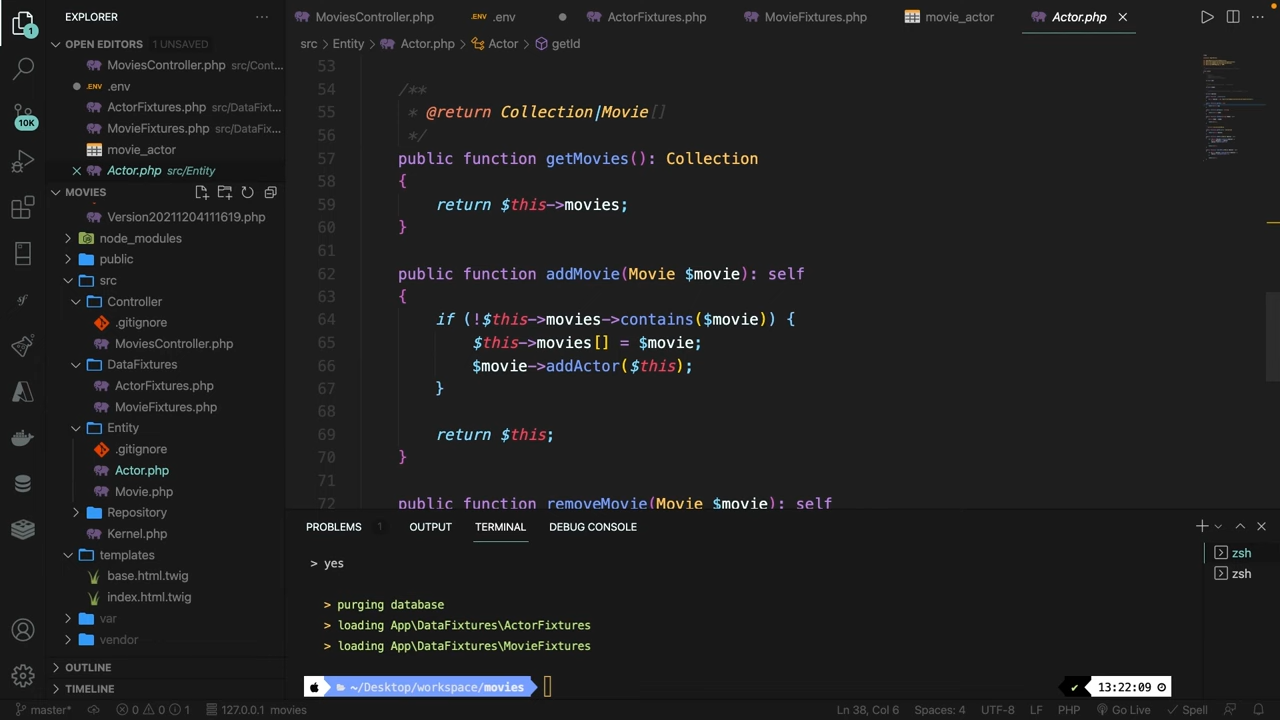 EXPLORER
MoviesController.php
.ENV .env
ActorFixtures.php
MovieFixtures.php
movie_actor
Actor.php
OPEN EDITORS 1 UNSAVED
MoviesController.php src/Cont...
.ENV .env
ActorFixtures.php src/DataFixt...
MovieFixtures.php src/DataFix...
movie_actor
Actor.php src/Entity
1
10K
MOVIES
Version20211204111619.php
node_modules
public
src
Controller
.gitignore
MoviesController.php
DataFixtures
ActorFixtures.php
MovieFixtures.php
Entity
.gitignore
Actor.php
Movie.php
Repository
Kernel.php
templates
base.html.twig
index.html.twig
var
vendor
OUTLINE
TIMELINE
src > Entity > Actor.php > Actor > getId
53
54 /**
55 * @return Collection|Movie[]
56 */
57 public function getMovies(): Collection
58 {
59 return $this->movies;
60 }
61
62 public function addMovie(Movie $movie): self
63 {
64 if (!$this->movies->contains($movie)) {
65 $this->movies[] = $movie;
66 $movie->addActor($this);
67 }
68
69 return $this;
70 }
71
72 public function removeMovie(Movie $movie): self
PROBLEMS 1 OUTPUT TERMINAL DEBUG CONSOLE
> yes
> purging database
> loading App\DataFixtures\ActorFixtures
> loading App\DataFixtures\MovieFixtures
~/Desktop/workspace/movies
13:22:09
zsh
zsh
master* 0 0 1 127.0.0.1 movies Ln 38, Col 6 Spaces: 4 UTF-8 LF PHP Go Live Spell